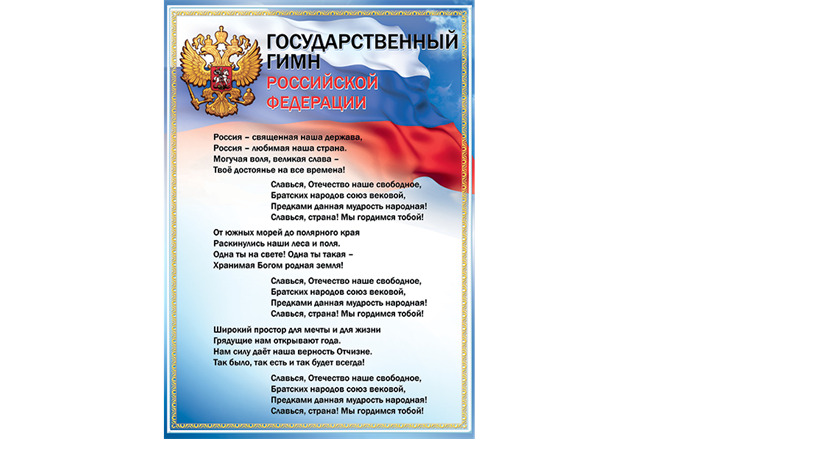 ГОСУДАРСТВЕННЫЙ
ГИМН
РОССИЙСКОЙ
ФЕДЕРАЦИИ
Россия – священная наша держава,
Россия – любимая наша страна.
Могучая воля, великая слава –
Твоё достоянье на все времена!
Славься, Отечество наше свободное,
Братских народов союз вековой,
Предками данная мудрость народная!
Славься, страна! Мы гордимся тобой!
От южных морей до полярного края
Раскинулись наши леса и поля.
Одна ты на свете! Одна ты такая –
Хранимая Богом родная земля!
Славься, Отечество наше свободное,
Братских народов союз вековой,
Предками данная мудрость народная!
Славься, страна! Мы гордимся тобой!
Широкий простор для мечты и для жизни
Грядущие нам открывают года.
Нам силу даёт наша верность Отчизне.
Так было, так есть и так будет всегда!
Славься, Отечество наше свободное,
Братских народов союз вековой,
Предками данная мудрость народная!
Славься, страна! Мы гордимся тобой!